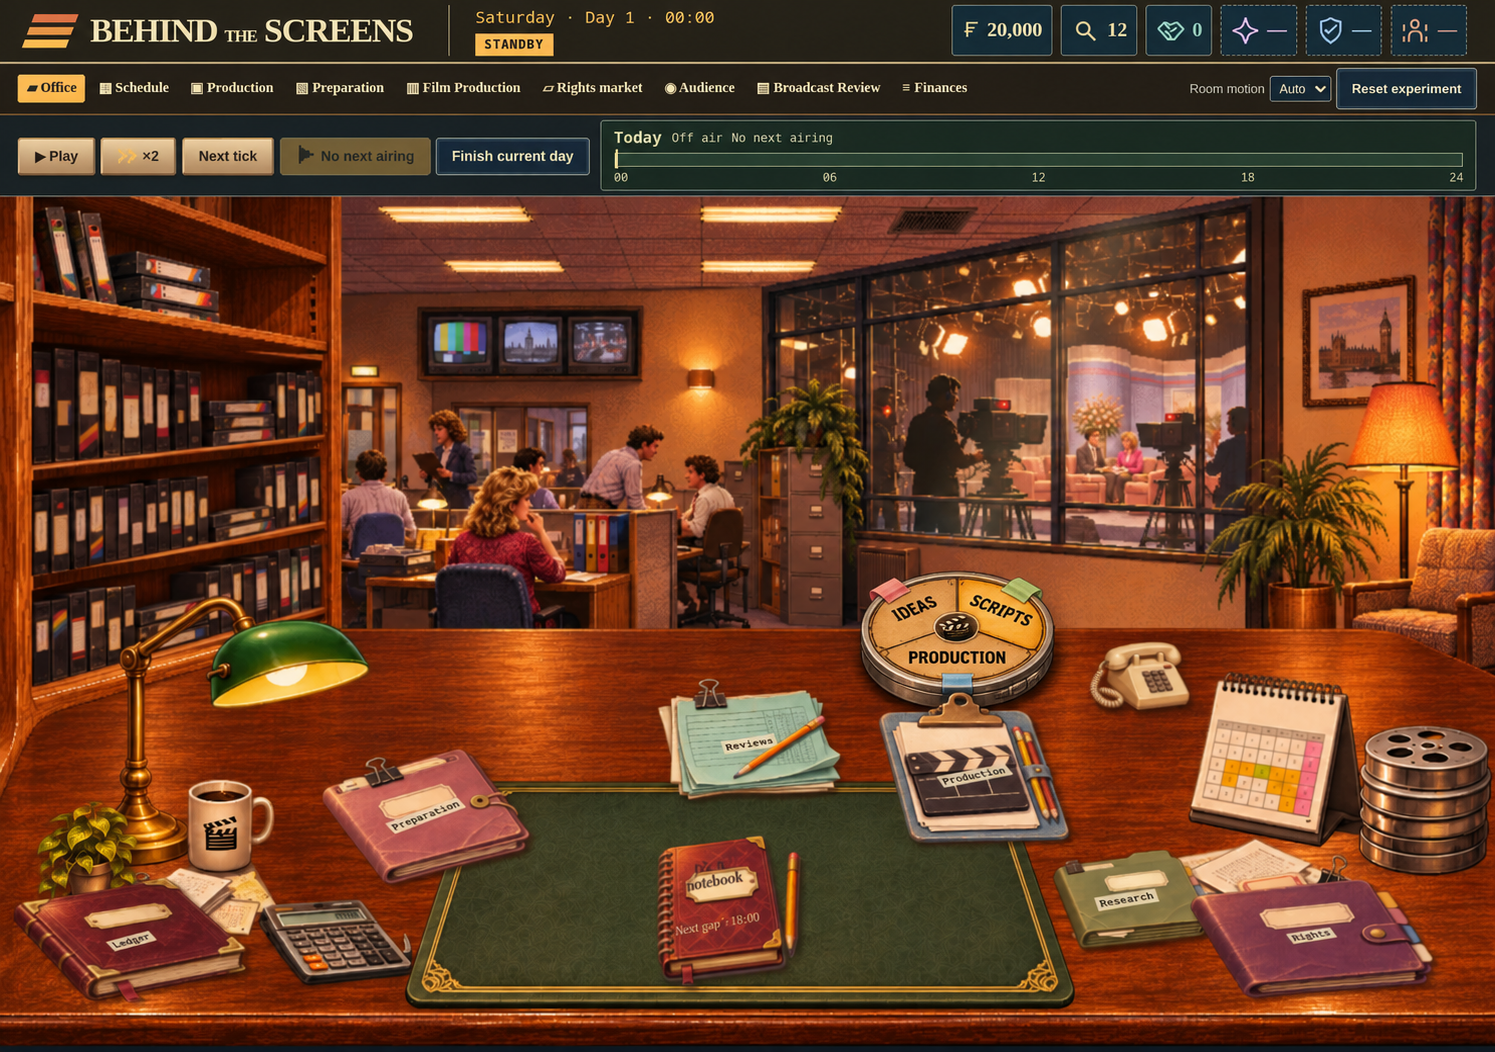 BEHIND THE SCREENS
Saturday · Day 1 · 00:00
STANDBY
₣ 20,000
12
0
—
—
—
Office
Schedule
Production
Preparation
Film Production
Rights market
Audience
Broadcast Review
Finances
Room motion
Auto
Reset experiment
Play
×2
Next tick
No next airing
Finish current day
Today Off air No next airing
00 06 12 18 24
IDEAS
SCRIPTS
PRODUCTION
Reviews
Production
Preparation
notebook
Next gap · 18:00
Research
Ledger
Rights